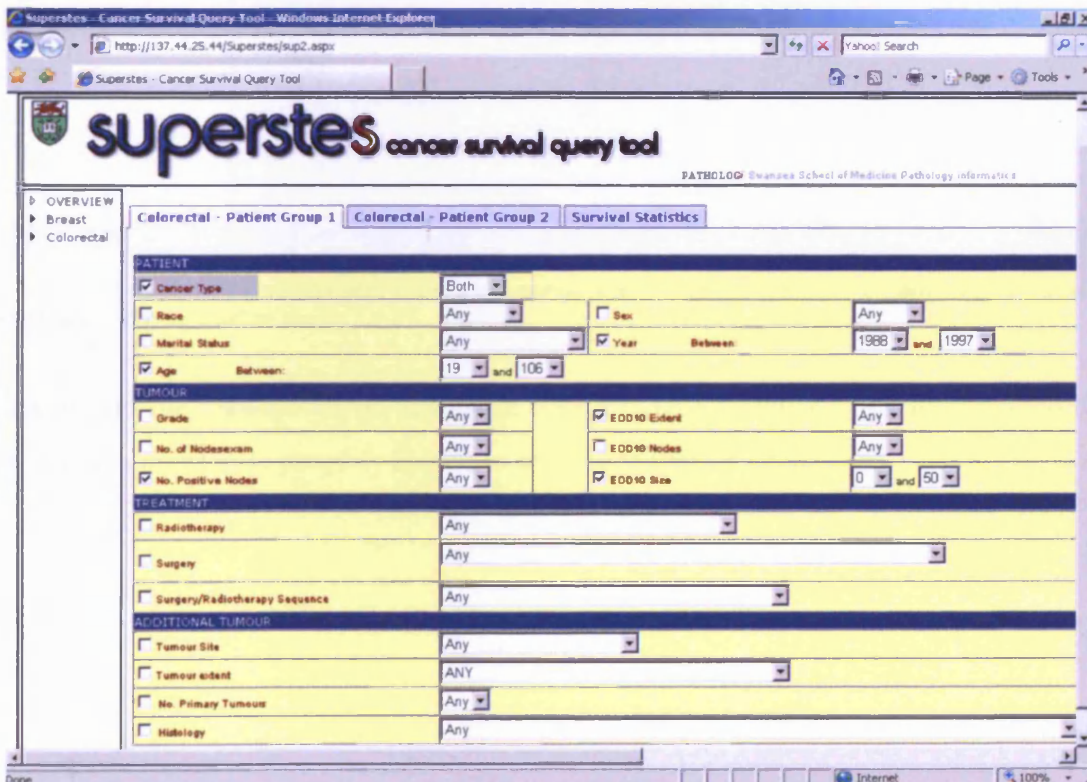 Superstes - Cancer Survival Query Tool - Windows Internet Explorer
http://137.44.25.44/Superstes/sup2.aspx Yahoo! Search
Superstes - Cancer Survival Query Tool Page Tools
superstes cancer survival query tool
PATHOLOGI Swansea School of Medicine Pathology informatics
OVERVIEW
Breast
Colorectal
Colorectal - Patient Group 1 Colorectal - Patient Group 2 Survival Statistics
PATIENT
Cancer Type Both
Race Any Sex Any
Marital Status Any Year Between: 1988 and 1997
Age Between: 19 and 106
TUMOUR
Grade Any EOD10 Extent Any
No. of Nodesexam Any EOD10 Nodes Any
No. Positive Nodes Any EOD10 Size 0 and 50
TREATMENT
Radiotherapy Any
Surgery Any
Surgery/Radiotherapy Sequence Any
ADDITIONAL TUMOUR
Tumour Site Any
Tumour extent ANY
No. Primary Tumours Any
Histology Any
Done Internet 100%